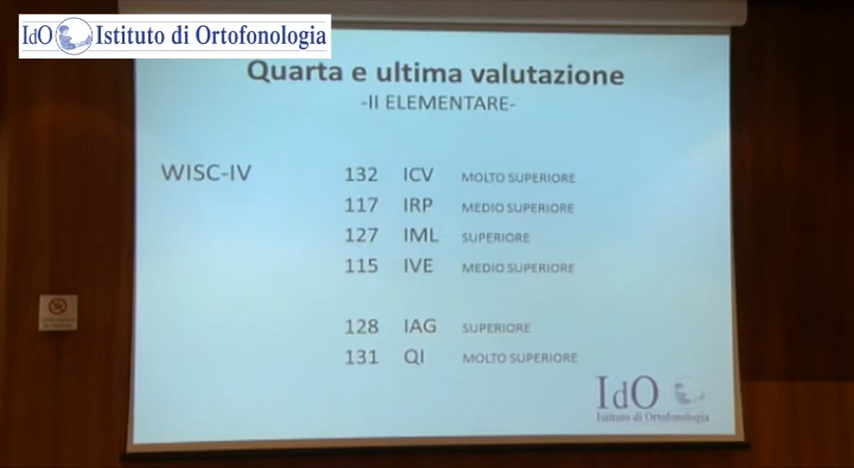 IdO Istituto di Ortofonologia
Quarta e ultima valutazione
-II ELEMENTARE-
WISC-IV 132 ICV MOLTO SUPERIORE
117 IRP MEDIO SUPERIORE
127 IML SUPERIORE
115 IVE MEDIO SUPERIORE
128 IAG SUPERIORE
131 QI MOLTO SUPERIORE
IdO
Istituto di Ortofonologia